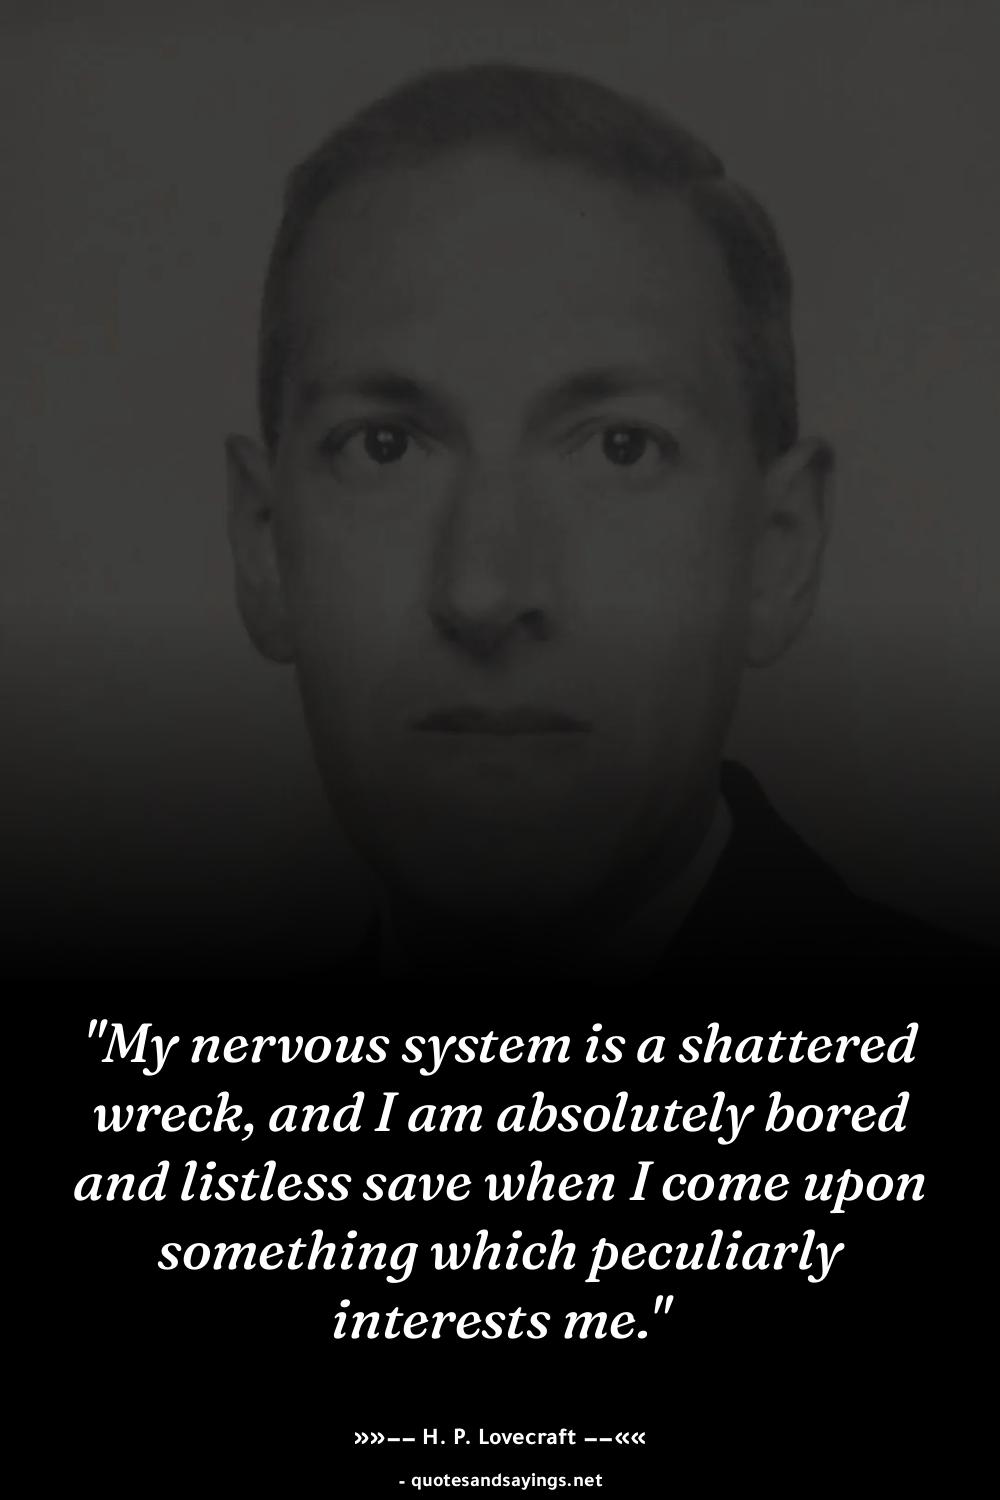 "My nervous system is a shattered
wreck, and I am absolutely bored
and listless save when I come upon
something which peculiarly
interests me."
»»−− H. P. Lovecraft −−««
- quotesandsayings.net